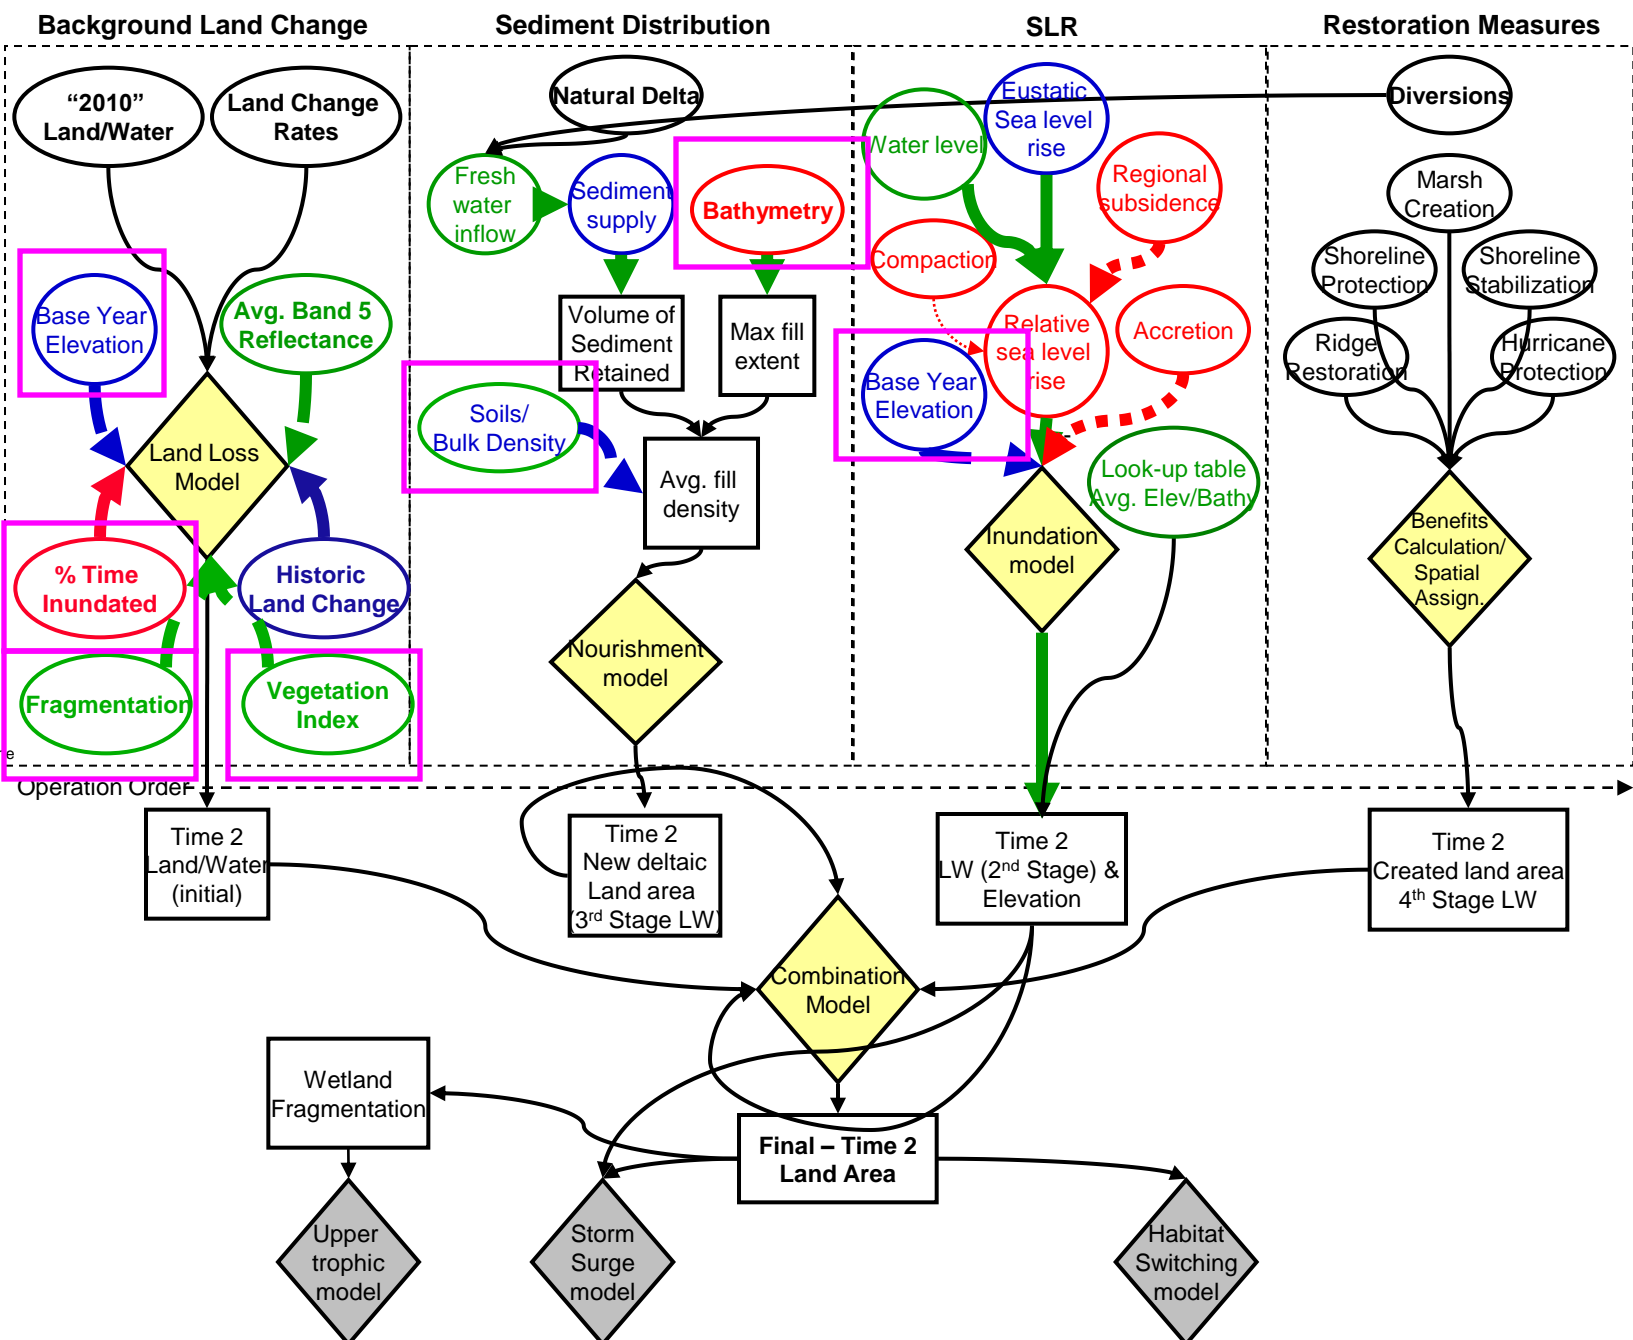 Background Land Change
Sediment Distribution
SLR
Restoration Measures
“2010”
Land/Water
Land Change
Rates
Base Year
Elevation
Avg. Band 5
Reflectance
Land Loss
Model
% Time
Inundated
Historic
Land Change
Fragmentation
Vegetation
Index
e
Natural Delta
Fresh
water
inflow
Sediment
supply
Bathymetry
Volume of
Sediment
Retained
Max fill
extent
Soils/
Bulk Density
Avg. fill
density
Nourishment
model
Water level
Eustatic
Sea level
rise
Regional
subsidence
Compaction
Relative
sea level
rise
Accretion
Base Year
Elevation
Look-up table
Avg. Elev/Bathy
Inundation
model
Diversions
Marsh
Creation
Shoreline
Protection
Shoreline
Stabilization
Ridge
Restoration
Hurricane
Protection
Benefits
Calculation/
Spatial
Assign.
Operation Order
Time 2
Land/Water
(initial)
Time 2
New deltaic
Land area
(3rd Stage LW)
Time 2
LW (2nd Stage) &
Elevation
Time 2
Created land area
4th Stage LW
Combination
Model
Wetland
Fragmentation
Final – Time 2
Land Area
Upper
trophic
model
Storm
Surge
model
Habitat
Switching
model